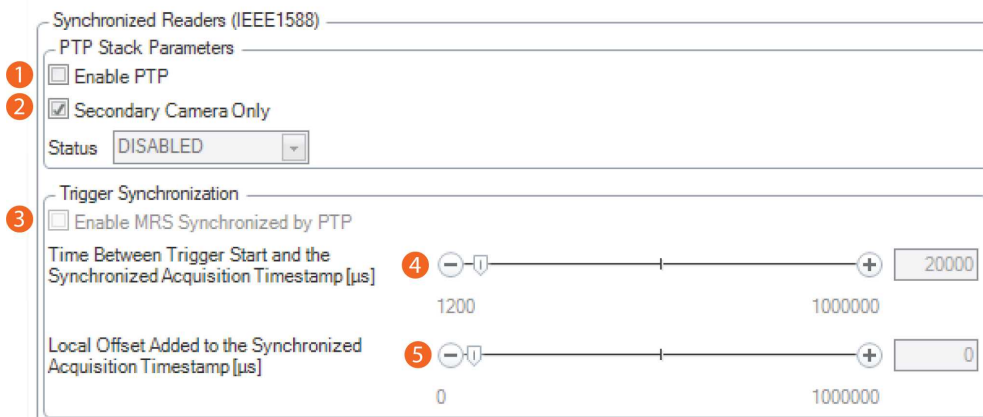 Synchronized Readers (IEEE1588)
PTP Stack Parameters
1 Enable PTP
2 Secondary Camera Only
Status DISABLED
Trigger Synchronization
3 Enable MRS Synchronized by PTP
Time Between Trigger Start and the
Synchronized Acquisition Timestamp [µs]
4 20000
1200 1000000
Local Offset Added to the Synchronized
Acquisition Timestamp [µs]
5 0
0 1000000